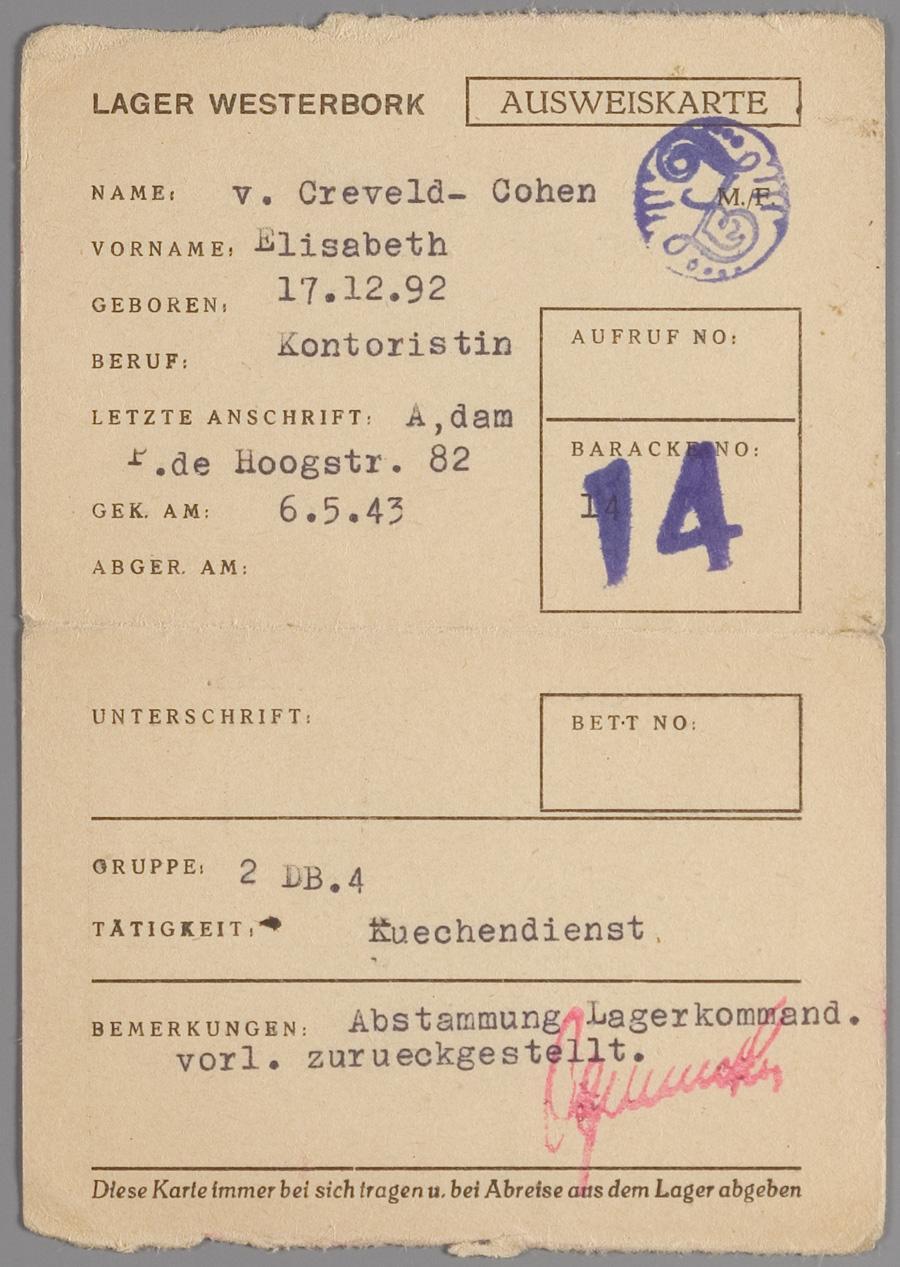 LAGER WESTERBORK AUSWEISKARTE
NAME: v. Creveld- Cohen M./F.
VORNAME: Elisabeth
GEBOREN: 17.12.92
BERUF: Kontoristin
AUFRUF NO:
LETZTE ANSCHRIFT: A,dam
P.de Hoogstr. 82
BARACKE NO:
14
14
GEK. AM: 6.5.43
ABGER. AM:
UNTERSCHRIFT:
BETT NO:
GRUPPE: 2 DB.4
TÄTIGKEIT: Kuechendienst
BEMERKUNGEN: Abstammung Lagerkommand.
vorl. zurueckgestellt.
Diese Karte immer bei sich tragen u. bei Abreise aus dem Lager abgeben